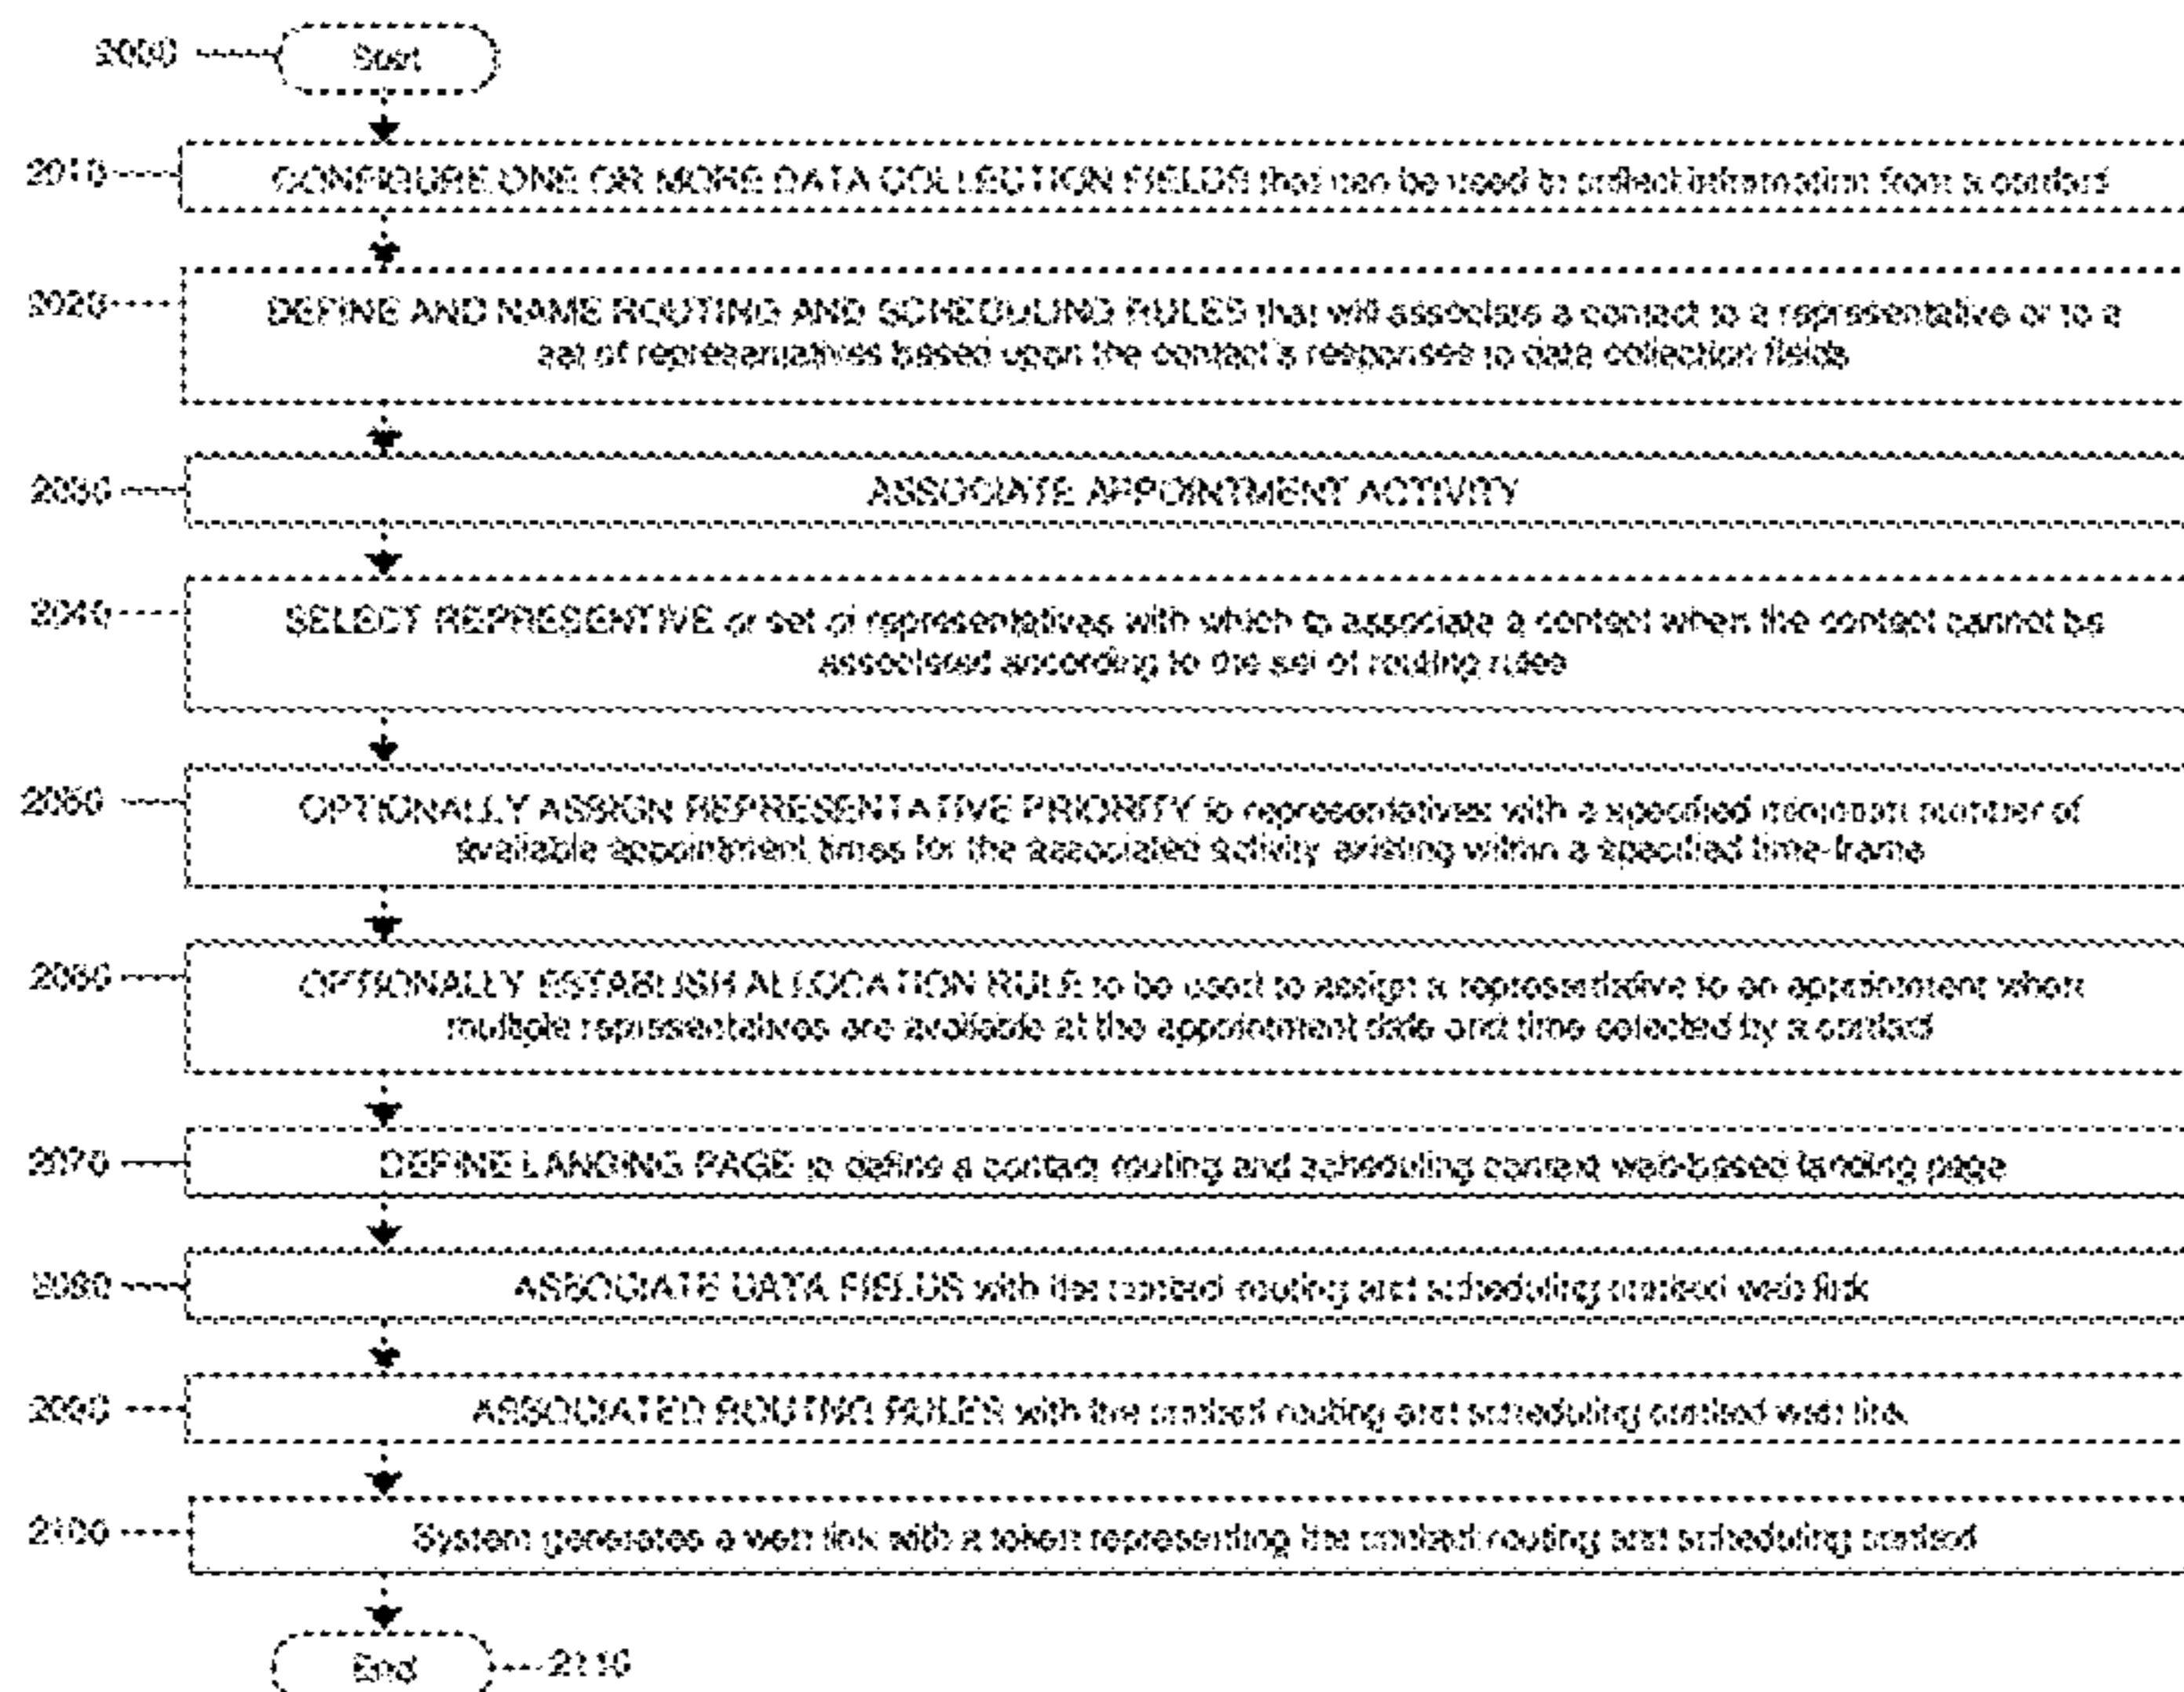 2000 Start
2010 CONFIGURE ONE OR MORE DATA COLLECTION FIELDS that can be used to collect information from a contact
2020 DEFINE AND NAME ROUTING AND SCHEDULING RULES that will associate a contact to a representative or to a
set of representatives based upon the contact's responses to data collection fields
2030 ASSOCIATE APPOINTMENT ACTIVITY
2040 SELECT REPRESENTIVE or set of representatives with which to associate a contact when the contact cannot be
associated according to the set of routing rules
2050 OPTIONALLY ASSIGN REPRESENTATIVE PRIORITY to representatives with a specified minimum number of
available appointment times for the associated activity existing within a specified time-frame
2060 OPTIONALLY ESTABLISH ALLOCATION RULE to be used to assign a representative to an appointment when
multiple representatives are available at the appointment date and time selected by a contact
2070 DEFINE LANDING PAGE to define a contact routing and scheduling context web-based landing page
2080 ASSOCIATE DATA FIELDS with the contact routing and scheduling context web link
2090 ASSOCIATED ROUTING RULES with the contact routing and scheduling context web link
2100 System generates a web link with a token representing the contact routing and scheduling context
End 2110